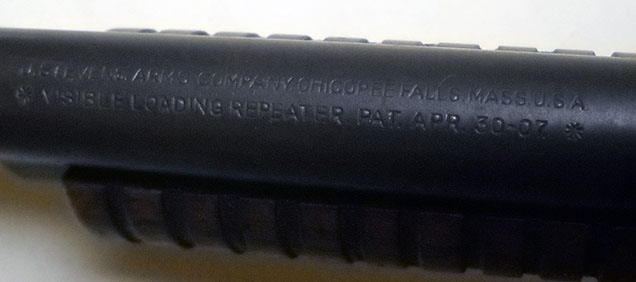 J. STEVENS ARMS COMPANY, CHICOPEE FALLS, MASS. U.S.A.
* VISIBLE LOADING REPEATER. PAT. APR. 30-07. *